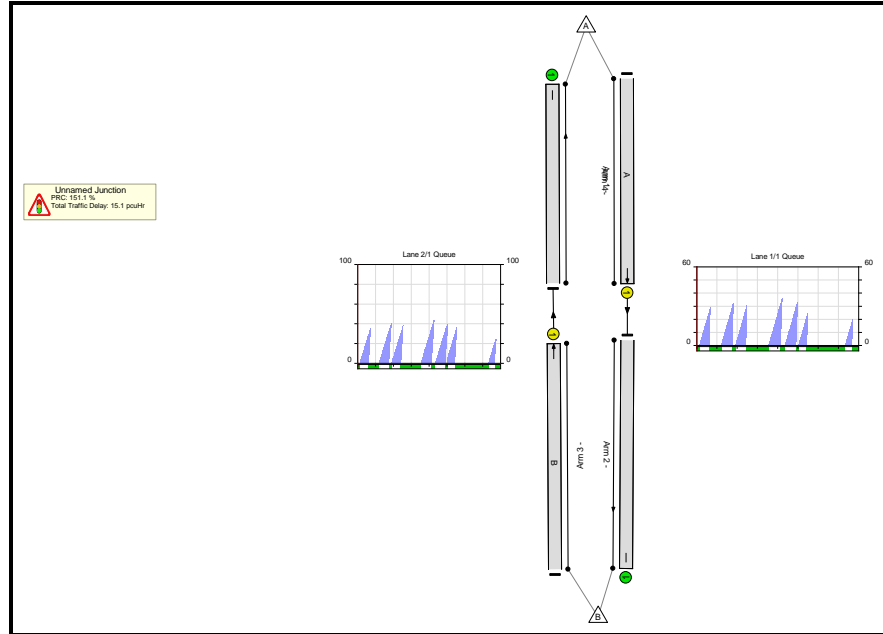 A
Unnamed Junction
PRC: 151.1 %
Total Traffic Delay: 15.1 pcuHr
A
Lane 2/1 Queue
100
100
0
0
Lane 1/1 Queue
60
60
0
0
B
Arm 3 -
Arm 2 -
B